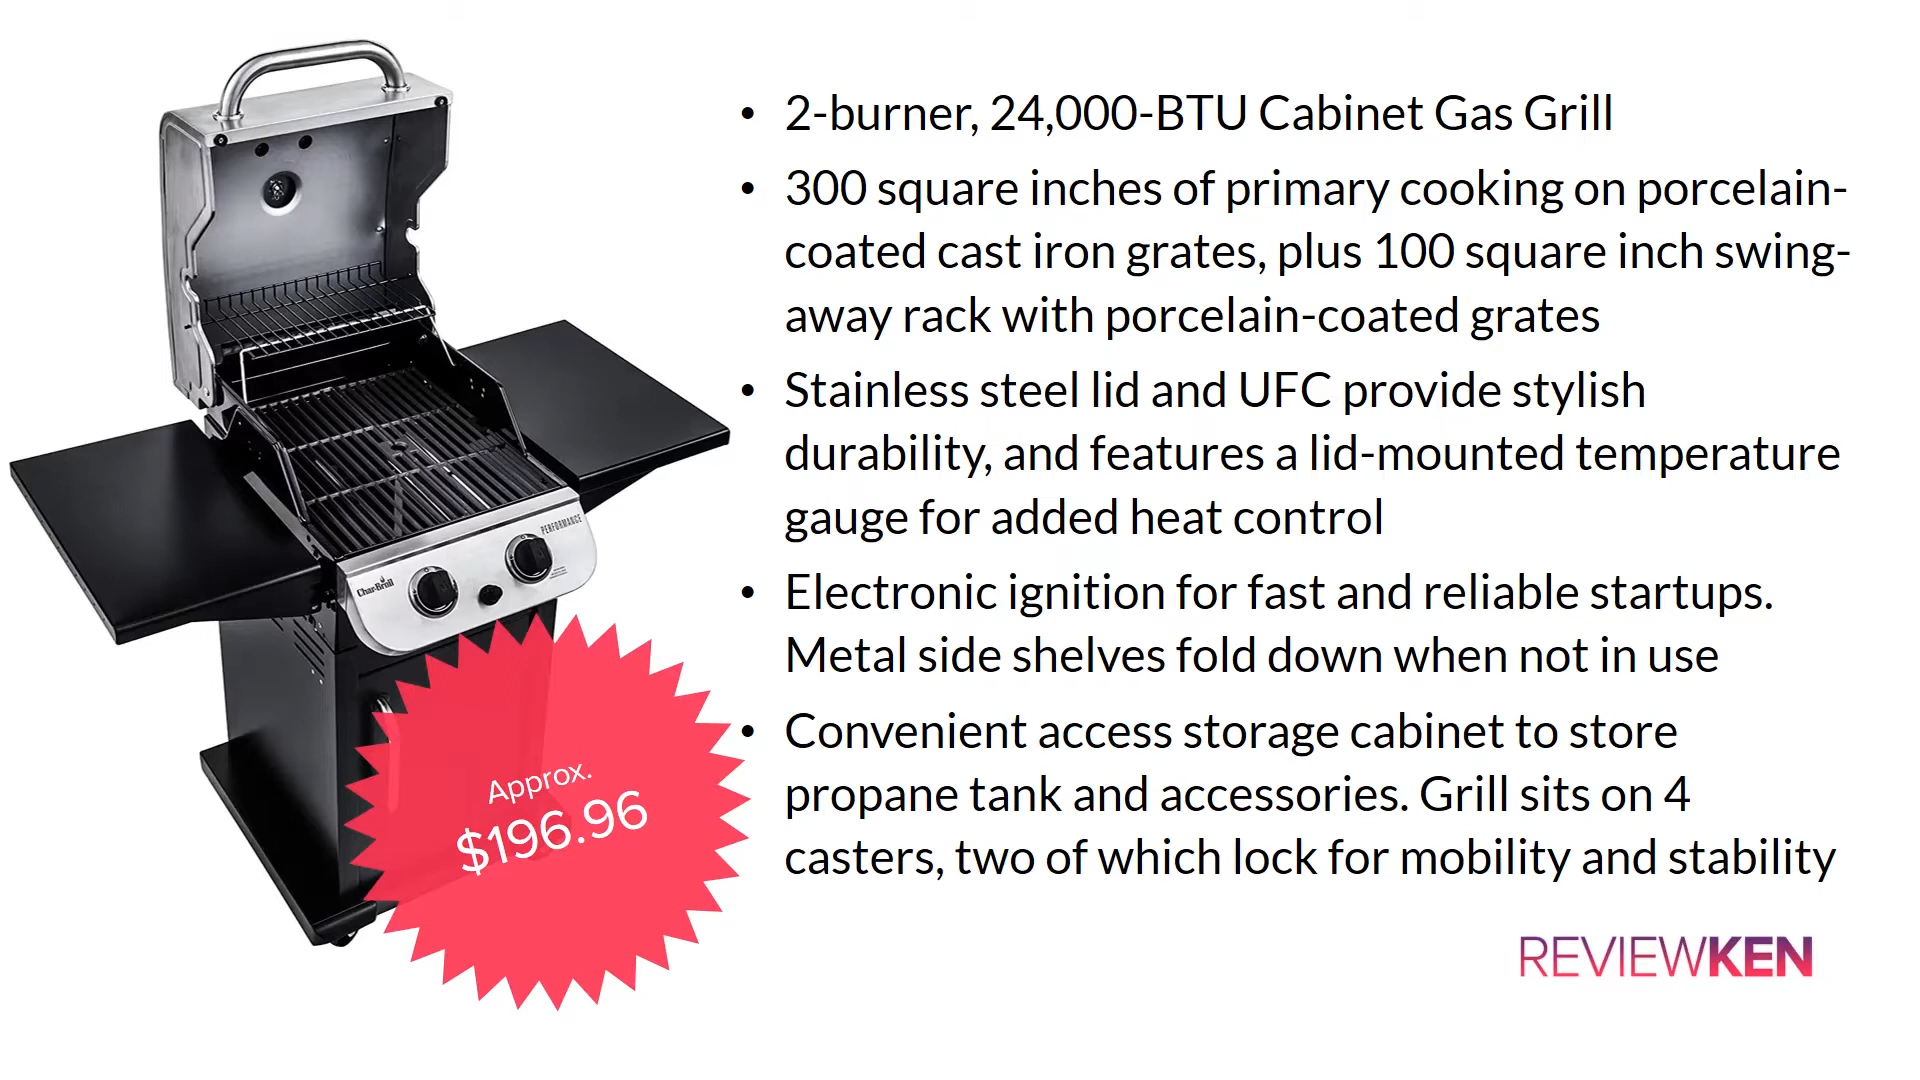 • 2-burner, 24,000-BTU Cabinet Gas Grill
• 300 square inches of primary cooking on porcelain-
coated cast iron grates, plus 100 square inch swing-
away rack with porcelain-coated grates
• Stainless steel lid and UFC provide stylish
durability, and features a lid-mounted temperature
gauge for added heat control
• Electronic ignition for fast and reliable startups.
Metal side shelves fold down when not in use
• Convenient access storage cabinet to store
propane tank and accessories. Grill sits on 4
casters, two of which lock for mobility and stability
PERFORMANCE
Char-Broil
Approx.
$196.96
REVIEWKEN